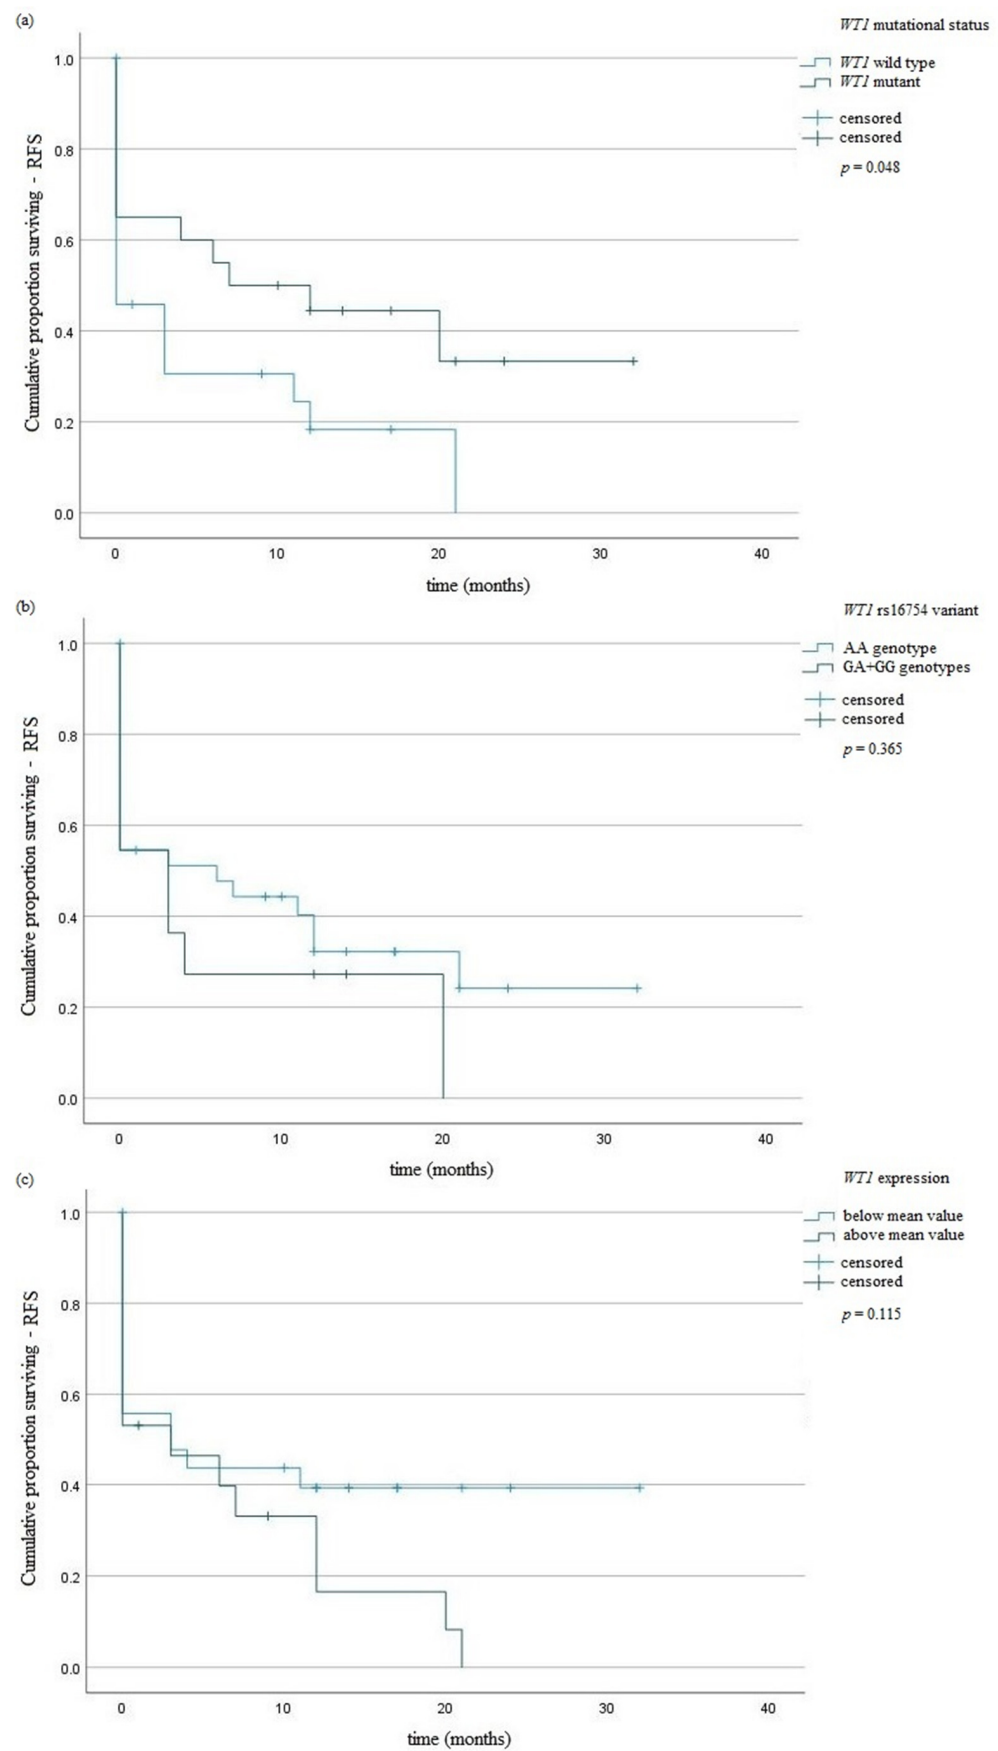 (a)
WT1 mutational status
WT1 wild type
WT1 mutant
censored
censored
p = 0.048
Cumulative proportion surviving - RFS
1.0
0.8
0.6
0.4
0.2
0.0
0 10 20 30 40
time (months)
(b)
WT1 rs16754 variant
AA genotype
GA+GG genotypes
censored
censored
p = 0.365
Cumulative proportion surviving - RFS
1.0
0.8
0.6
0.4
0.2
0.0
0 10 20 30 40
time (months)
(c)
WT1 expression
below mean value
above mean value
censored
censored
p = 0.115
Cumulative proportion surviving - RFS
1.0
0.8
0.6
0.4
0.2
0.0
0 10 20 30 40
time (months)